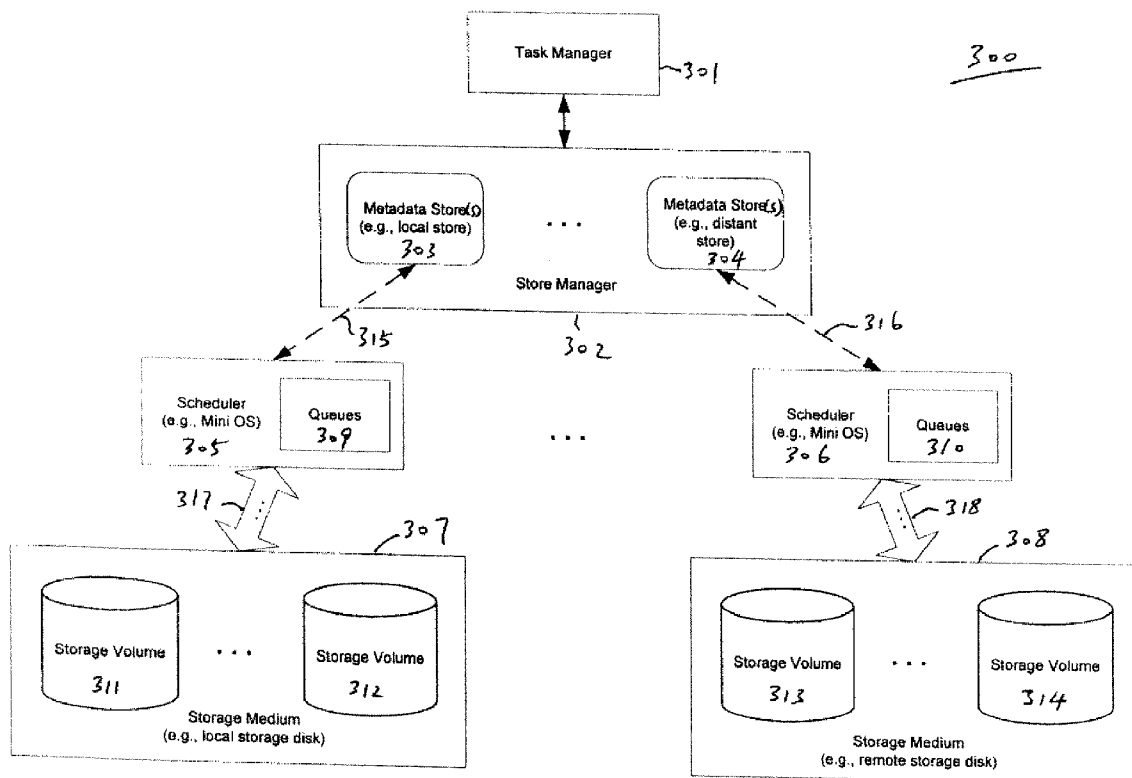 Task Manager
301
300
Metadata Store(s)
(e.g., local store)
303
. . .
Metadata Store(s)
(e.g., distant
store)
304
Store Manager
302
315
316
Scheduler
(e.g., Mini OS)
305
Queues
309
. . .
Scheduler
(e.g., Mini OS)
306
Queues
310
317
318
307
308
Storage Volume
311
. . .
Storage Volume
312
Storage Medium
(e.g., local storage disk)
Storage Volume
313
. . .
Storage Volume
314
Storage Medium
(e.g., remote storage disk)